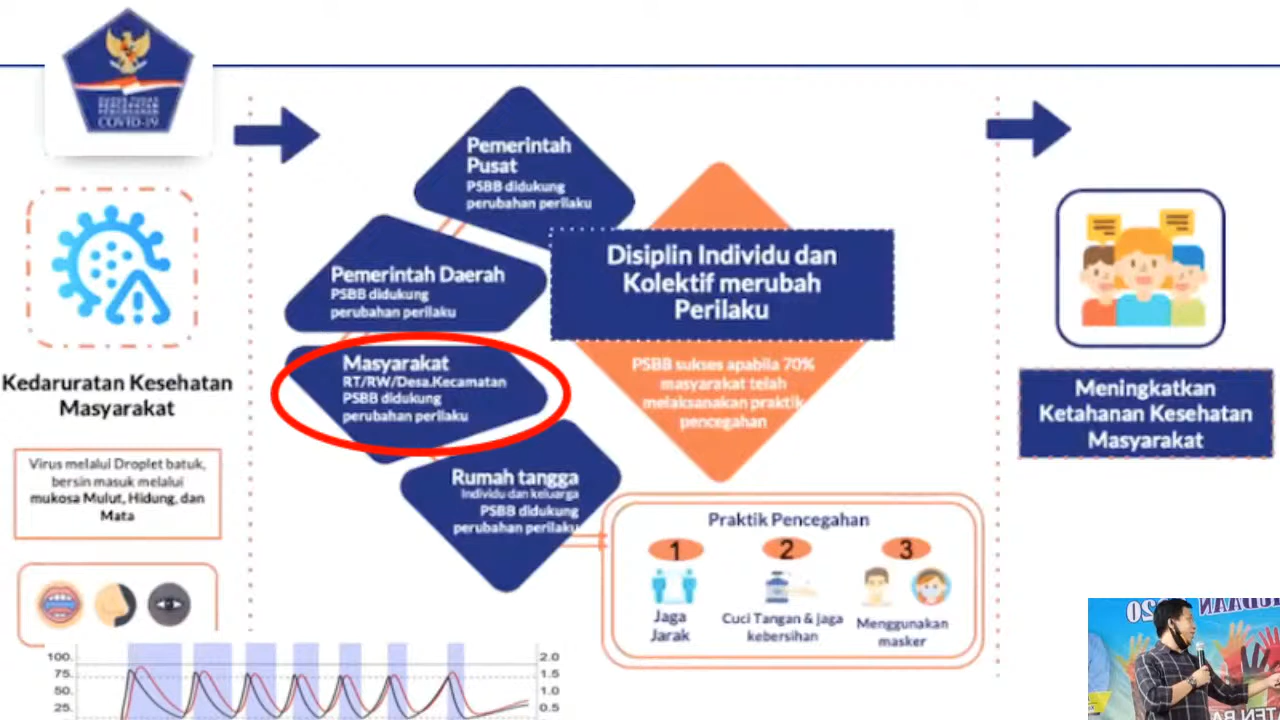 GUGUS TUGAS
PERCEPATAN
PENANGANAN
COVID-19
Kedaruratan Kesehatan
Masyarakat
Virus melalui Droplet batuk,
bersin masuk melalui
mukosa Mulut, Hidung, dan
Mata
Pemerintah
Pusat
PSBB didukung
perubahan perilaku
Pemerintah Daerah
PSBB didukung
perubahan perilaku
Masyarakat
RT/RW/Desa.Kecamatan
PSBB didukung
perubahan perilaku
Rumah tangga
Individu dan keluarga
PSBB didukung
perubahan perilaku
Disiplin Individu dan
Kolektif merubah
Perilaku
PSBB sukses apabila 70%
masyarakat telah
melaksanakan praktik
pencegahan
Praktik Pencegahan
1 2 3
Jaga
Jarak
Cuci Tangan & jaga
kebersihan
Menggunakan
masker
Meningkatkan
Ketahanan Kesehatan
Masyarakat
100.
75.
50.
25.
2.0
1.5
1.0
0.5